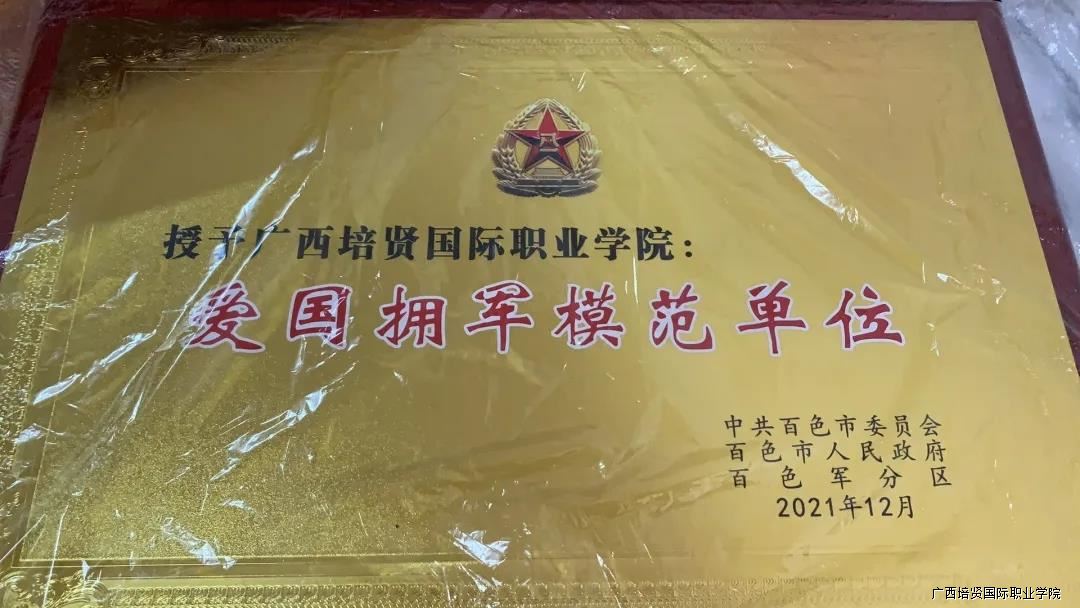 授予广西培贤国际职业学院：
爱国拥军模范单位
中共百色市委员会
百色市人民政府
百色军分区
2021年12月
广西培贤国际职业学院